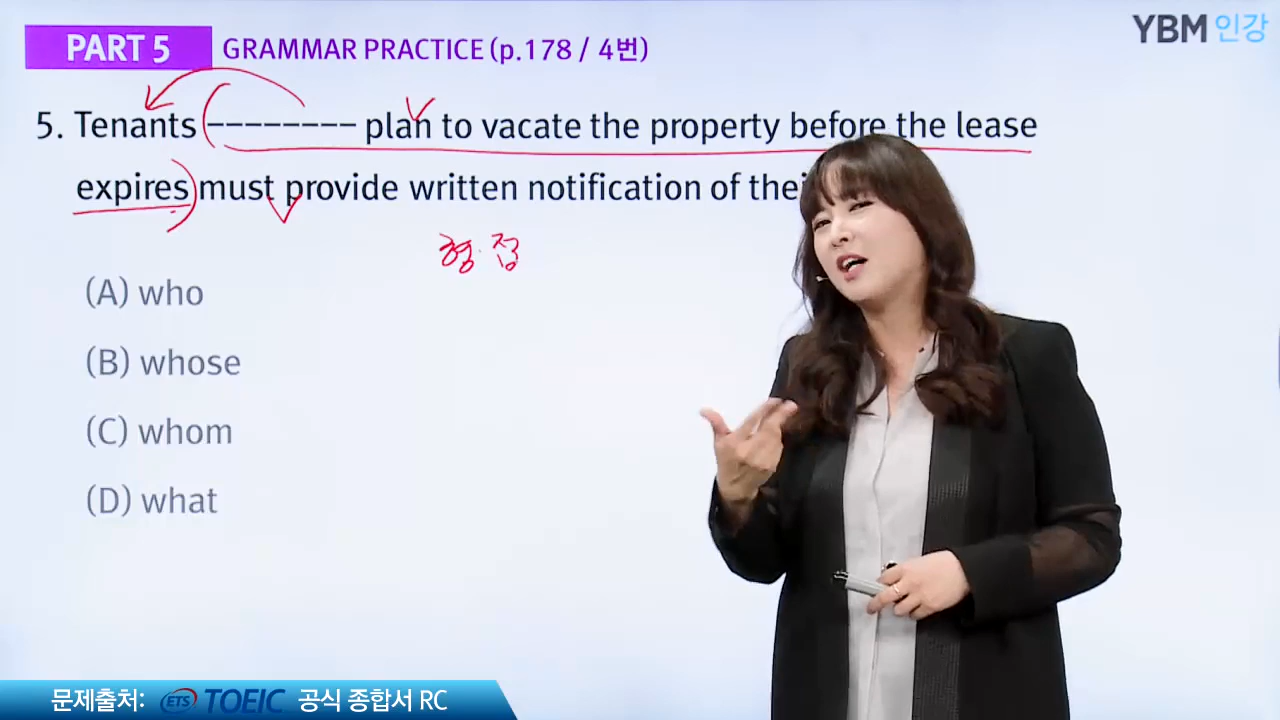 PART 5
GRAMMAR PRACTICE (p.178 / 4번)
YBM 인강
5. Tenants -------- plan to vacate the property before the lease
expires must provide written notification of thei
형.접
(A) who
(B) whose
(C) whom
(D) what
문제출처: ETS TOEIC 공식 종합서 RC